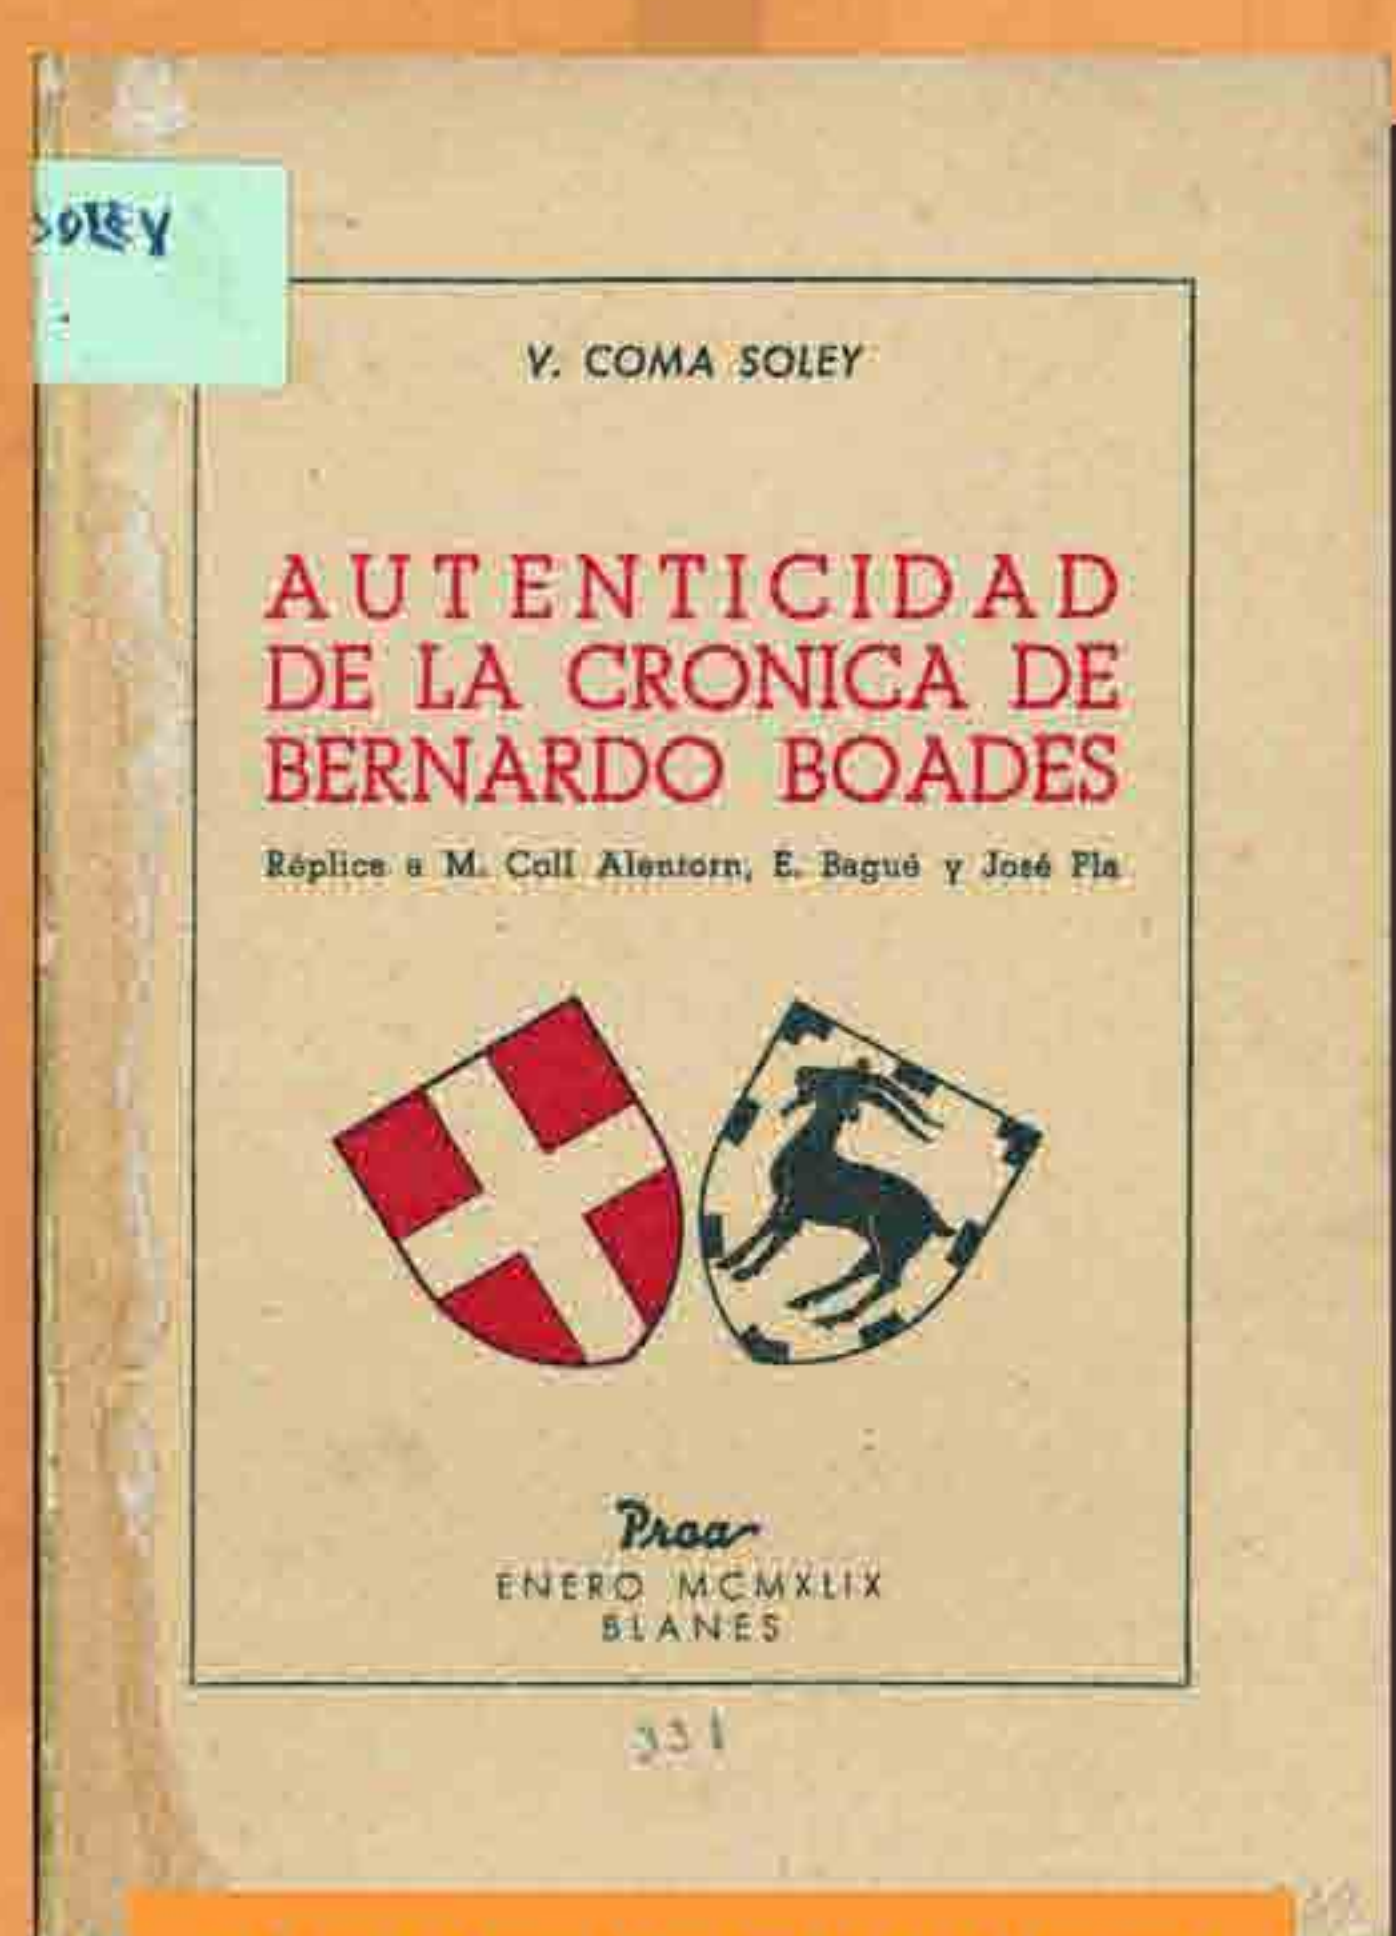 SOLEY
V. COMA SOLEY
AUTENTICIDAD
DE LA CRONICA DE
BERNARDO BOADES
Réplica a M. Coll Alentorn, E. Bagué y José Pla
Proa
ENERO MCMXLIX
BLANES
331